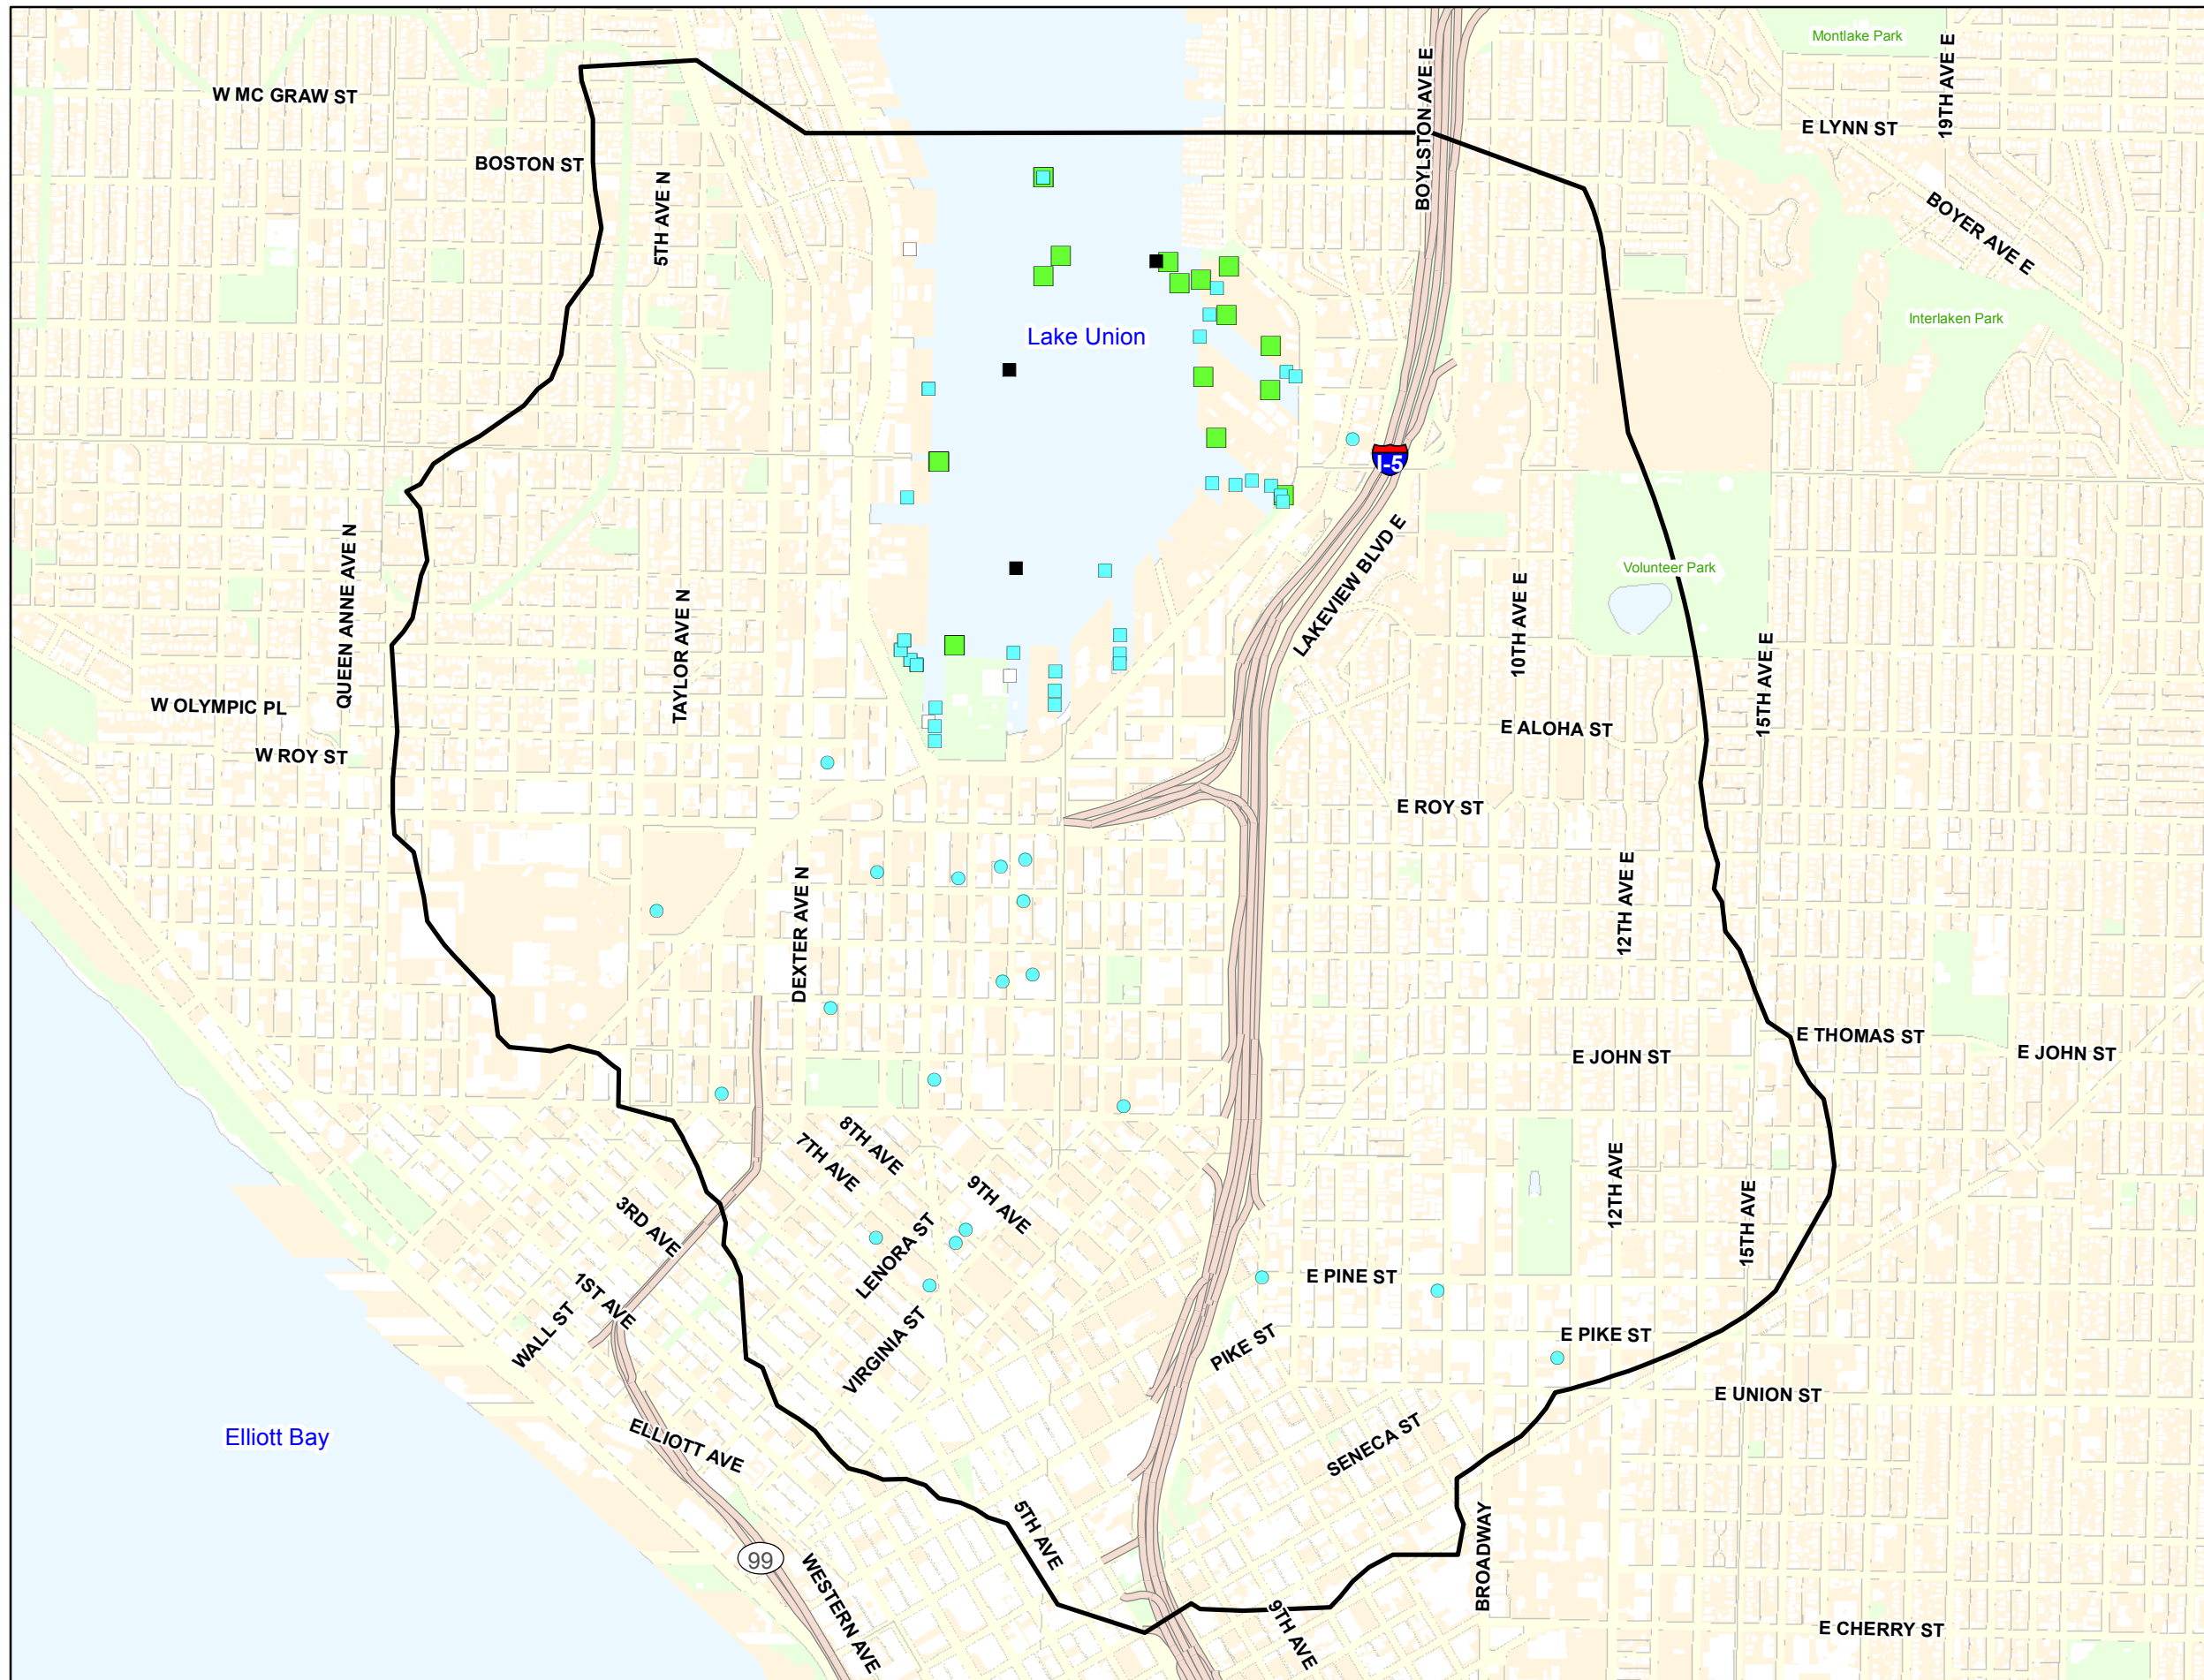 Montlake Park
W MC GRAW ST
BOYLSTON AVE E
19TH AVE E
E LYNN ST
BOSTON ST
5TH AVE N
BOYER AVE E
Interlaken Park
Lake Union
I-5
QUEEN ANNE AVE N
LAKEVIEW BLVD E
Volunteer Park
10TH AVE E
TAYLOR AVE N
15TH AVE E
W OLYMPIC PL
E ALOHA ST
W ROY ST
E ROY ST
DEXTER AVE N
12TH AVE E
E THOMAS ST
E JOHN ST
E JOHN ST
8TH AVE
7TH AVE
9TH AVE
12TH AVE
15TH AVE
3RD AVE
LENORA ST
E PINE ST
1ST AVE
WALL ST
VIRGINIA ST
PIKE ST
E PIKE ST
E UNION ST
Elliott Bay
ELLIOTT AVE
SENECA ST
5TH AVE
BROADWAY
99
WESTERN AVE
9TH AVE
E CHERRY ST